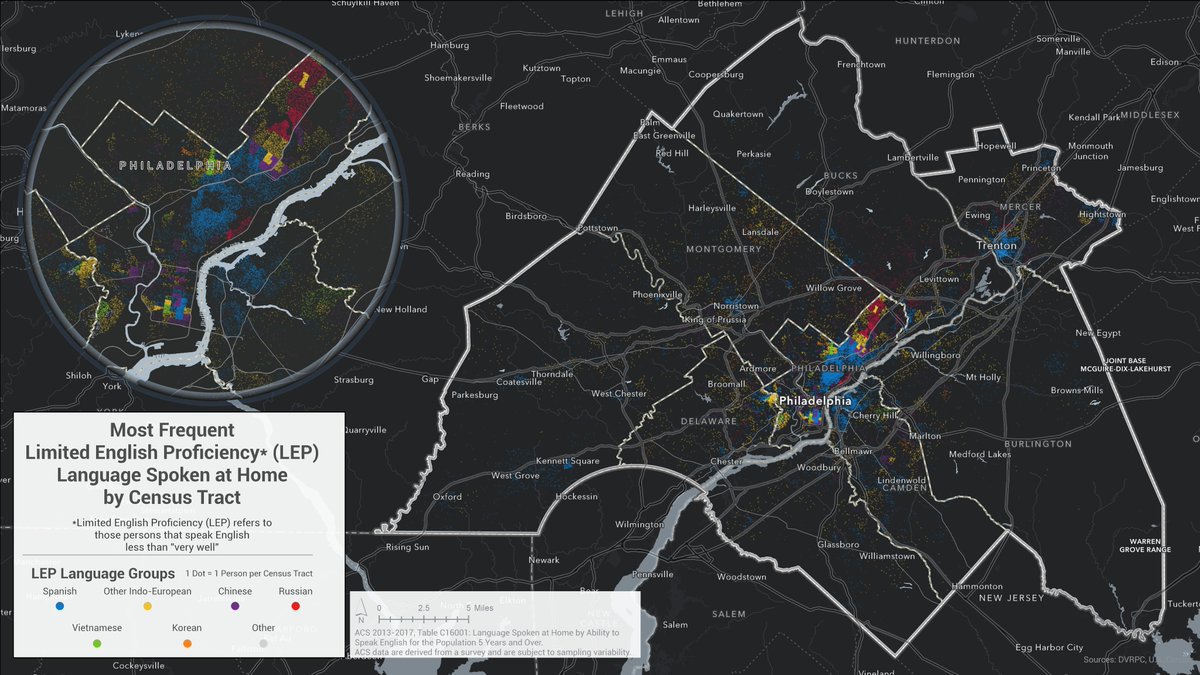 Schuylkill Haven
LEHIGH
Bethlehem
Allentown
Clinton
Lykens
Hamburg
HUNTERDON
Somerville
Manville
Edison
Emmaus
Macungie
Coopersburg
Frenchtown
Flemington
Kutztown
Topton
Shoemakersville
Matamoras
Fleetwood
Quakertown
Kendall Park
MIDDLESEX
BERKS
Palm
East Greenville
Red Hill
Perkasie
Lambertville
Hopewell
Monmouth
Junction
Jamesburg
PHILADELPHIA
Reading
BUCKS
Doylestown
Pennington
Princeton
Birdsboro
Harleysville
MERCER
Ewing
Hightstown
Englishtown
Pottstown
Lansdale
MONTGOMERY
Trenton
Phoenixville
Willow Grove
Levittown
New Holland
Norristown
King of Prussia
New Egypt
Shiloh
York
Strasburg
Gap
Thorndale
Coatesville
Parkesburg
West Chester
Ardmore
Broomall
PHILADELPHIA
Willingboro
JOINT BASE
MCGUIRE-DIX-LAKEHURST
Mt Holly
Browns Mills
Philadelphia
Cherry Hill
DELAWARE
Quarryville
Marlton
BURLINGTON
Medford Lakes
Bellmawr
Chester
Woodbury
Kennett Square
West Grove
Lindenwold
CAMDEN
Oxford
Hockessin
Wilmington
Rising Sun
Newark
Glassboro
Williamstown
WARREN
GROVE RANGE
Pennsville
Woodstown
Hammonton
NEW JERSEY
SALEM
Salem
Egg Harbor City
Vineland
Cockeysville
Most Frequent
Limited English Proficiency* (LEP)
Language Spoken at Home
by Census Tract
*Limited English Proficiency (LEP) refers to
those persons that speak English
less than "very well"
LEP Language Groups 1 Dot = 1 Person per Census Tract
Spanish Other Indo-European Chinese Russian
Vietnamese Korean Other
N
0 2.5 5 Miles
ACS 2013-2017, Table C16001: Language Spoken at Home by Ability to
Speak English for the Population 5 Years and Over.
ACS data are derived from a survey and are subject to sampling variability.
Sources: DVRPC, U.S.